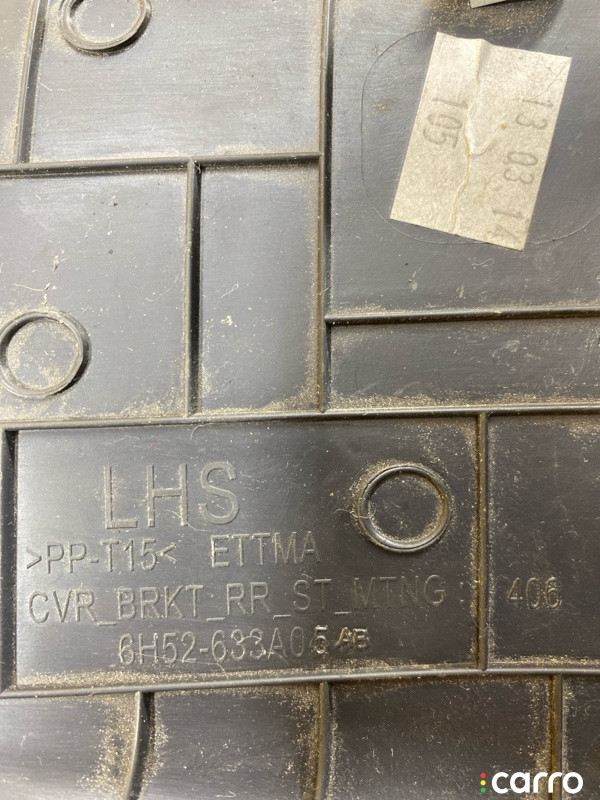 13 03 14
105
LHS
>PP-T15< ETTMA
CVR_BRKT_RR_ST_MTNG
406
6H52-633A05 AB
carro